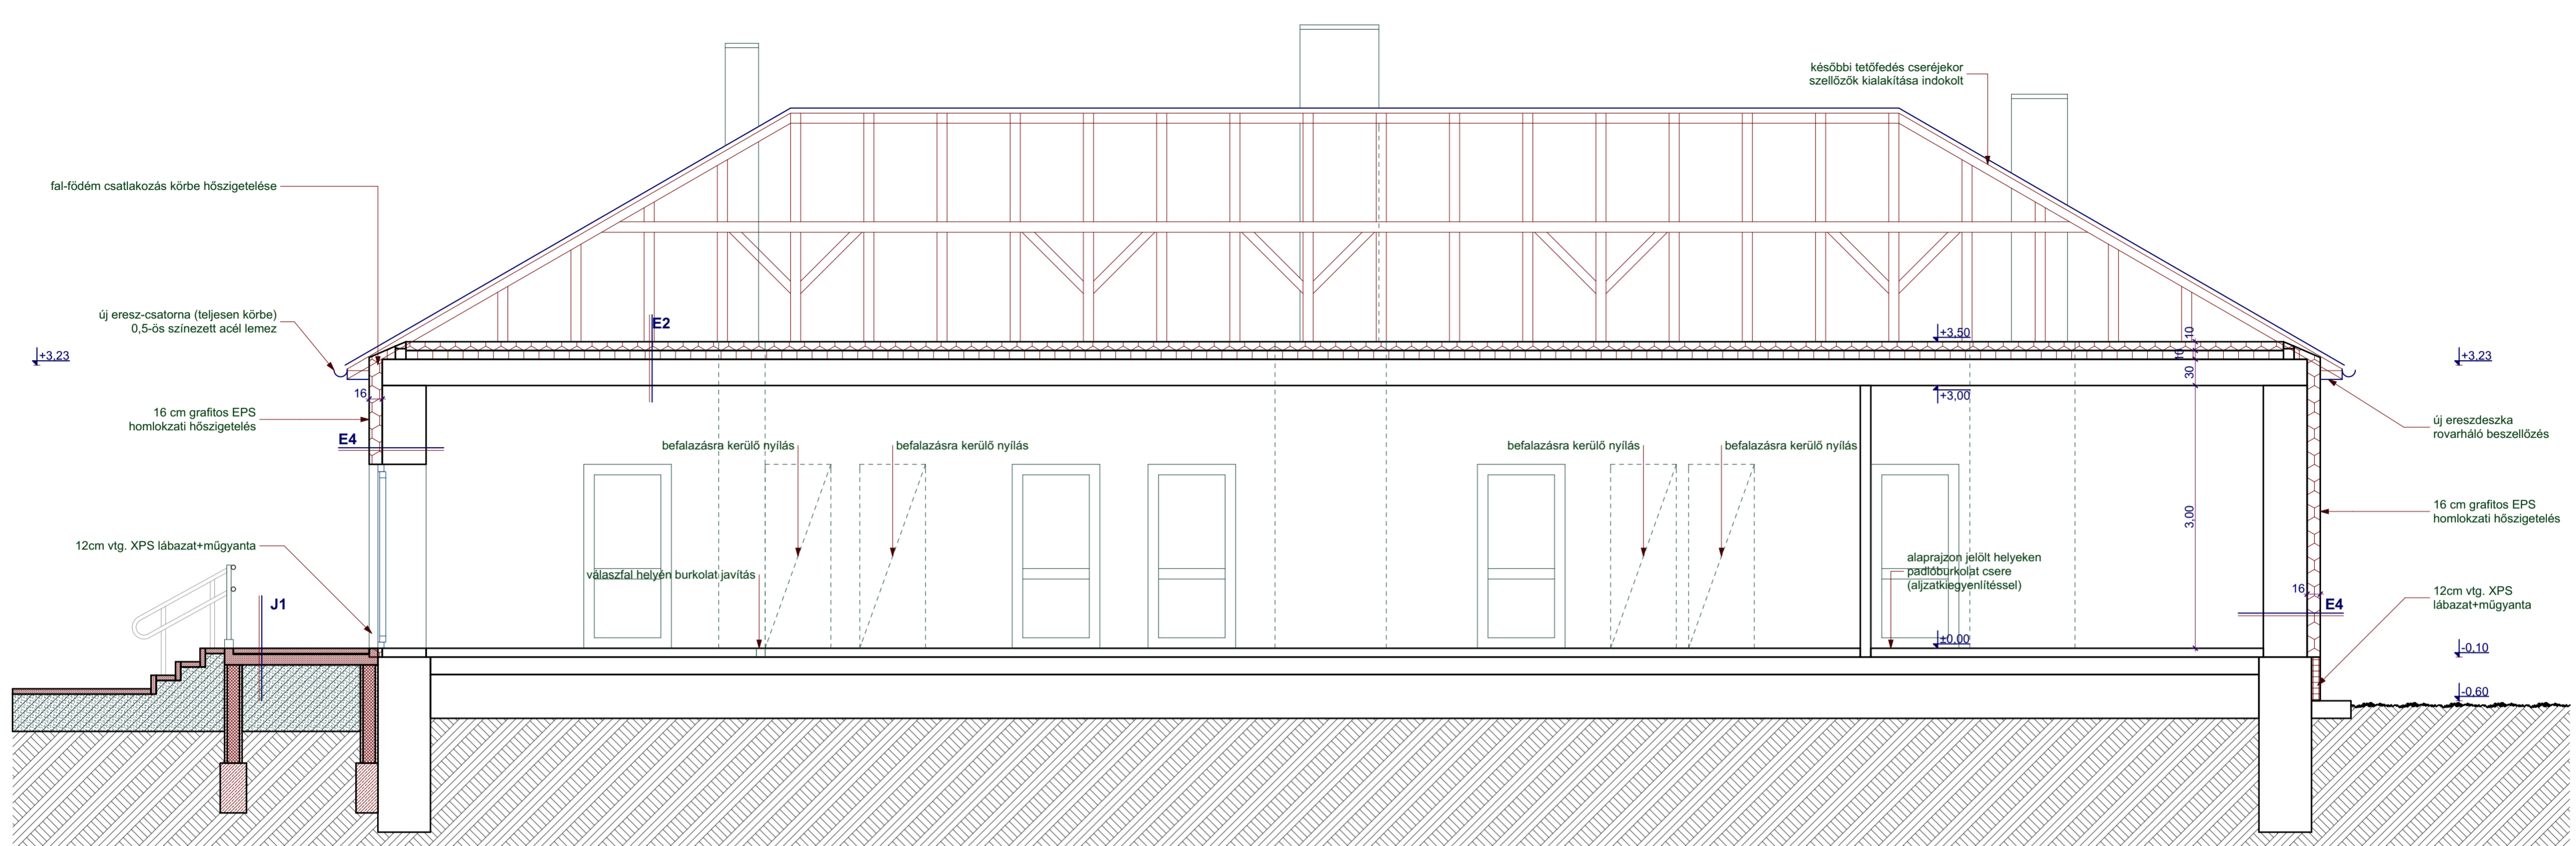 későbbi tetőfedés cseréjekor
szellőzők kialakítása indokolt
fal-födém csatlakozás körbe hőszigetelése
új eresz-csatorna (teljesen körbe)
0,5-ös színezett acél lemez
E2
+3,50
10
+3,23
+3,23
10
30
16
+3,00
16 cm grafitos EPS
homlokzati hőszigetelés
új ereszdeszka
rovarháló beszellőzés
E4
befalazásra kerülő nyílás
befalazásra kerülő nyílás
befalazásra kerülő nyílás
befalazásra kerülő nyílás
16 cm grafitos EPS
homlokzati hőszigetelés
3,00
12cm vtg. XPS lábazat+műgyanta
válaszfal helyén burkolat javítás
alaprajzon jelölt helyeken
padlóburkolat csere
(aljzatkiegyenlítéssel)
16
12cm vtg. XPS
lábazat+műgyanta
J1
E4
±0,00
-0,10
-0,60